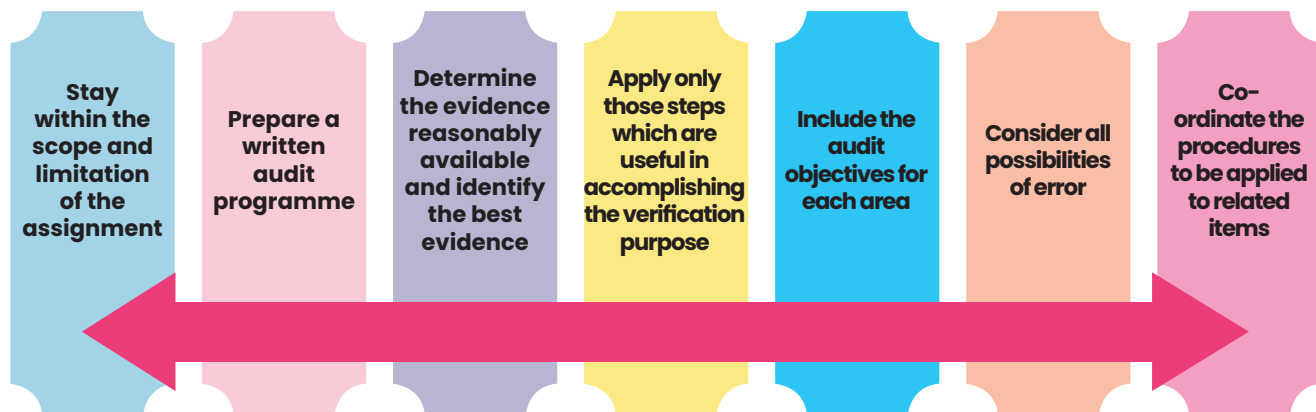 Stay
within the
scope and
limitation
of the
assignment
Prepare a
written
audit
programme
Determine
the evidence
reasonably
available
and identify
the best
evidence
Apply only
those steps
which are
useful in
accomplishing
the verification
purpose
Include the
audit
objectives for
each area
Consider all
possibilities
of error
Co-
ordinate the
procedures
to be applied
to related
items